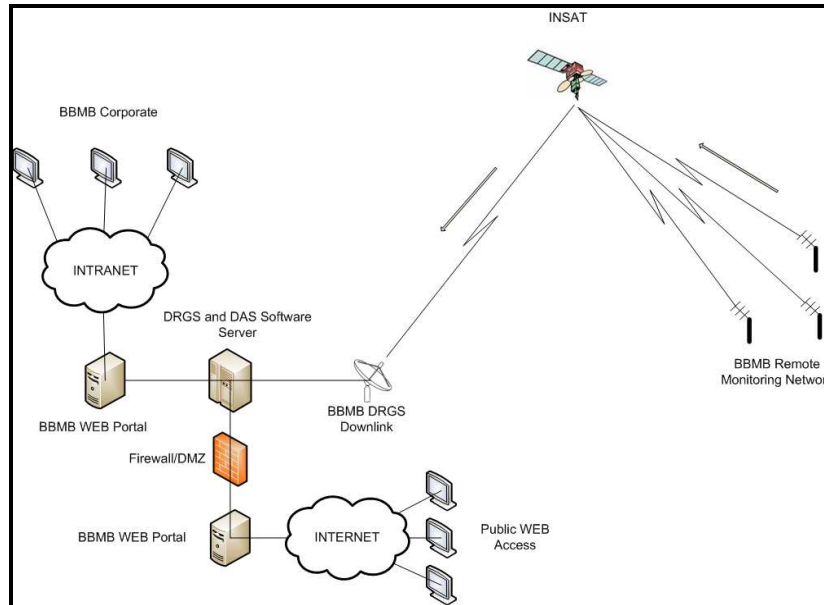 INSAT
BBMB Corporate
INTRANET
DRGS and DAS Software
Server
BBMB Remote
Monitoring Network
BBMB DRGS
Downlink
BBMB WEB Portal
Firewall/DMZ
BBMB WEB Portal
INTERNET
Public WEB
Access